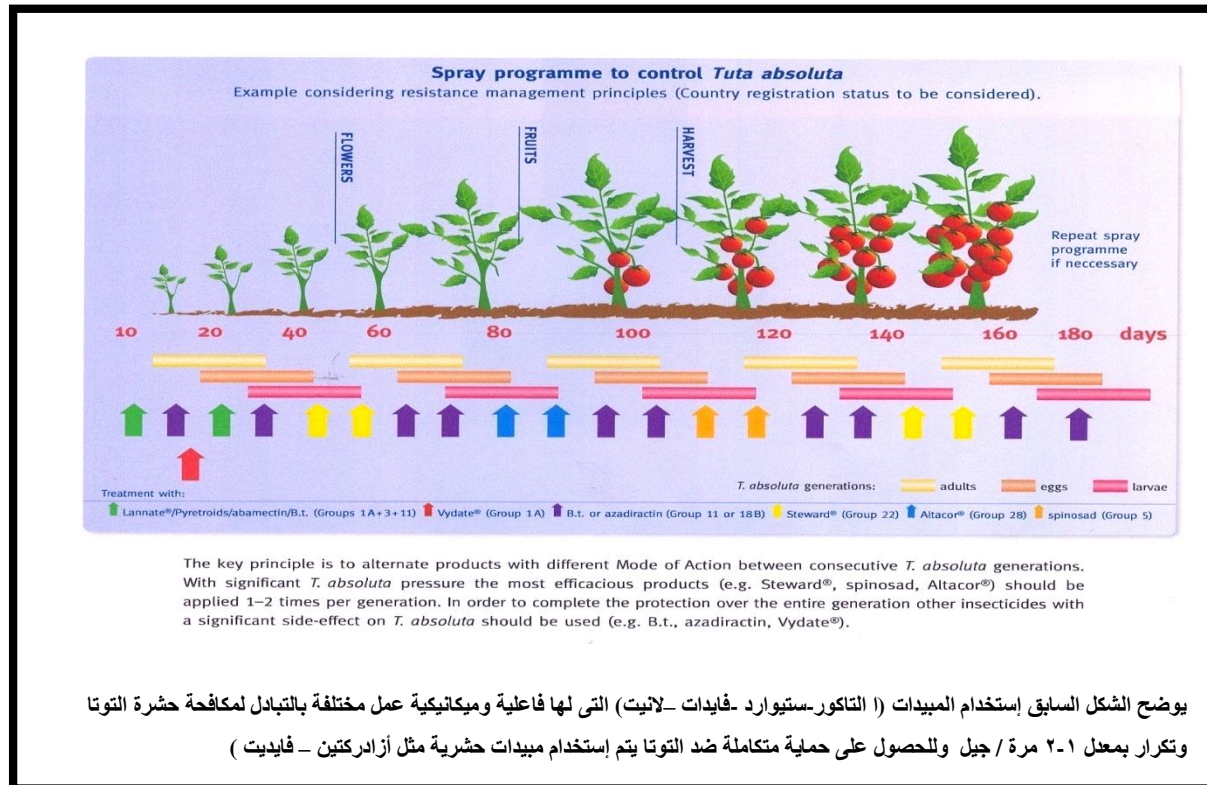 Spray programme to control Tuta absoluta
Example considering resistance management principles (Country registration status to be considered).
FLOWERS
FRUITS
HARVEST
Repeat spray
programme
if neccessary
10 20 40 60 80 100 120 140 160 180 days
T. absoluta generations: adults eggs larvae
Treatment with:
Lannate®/Pyretroids/abamectin/B.t. (Groups 1A+3+11) Vydate® (Group 1A) B.t. or azadiractin (Group 11 or 18B) Steward® (Group 22) Altacor® (Group 28) spinosad (Group 5)
The key principle is to alternate products with different Mode of Action between consecutive T. absoluta generations.
With significant T. absoluta pressure the most efficacious products (e.g. Steward®, spinosad, Altacor®) should be
applied 1–2 times per generation. In order to complete the protection over the entire generation other insecticides with
a significant side-effect on T. absoluta should be used (e.g. B.t., azadiractin, Vydate®).
يوضح الشكل السابق إستخدام المبيدات (ا التاكور-ستيوارد -فايدات –لانيت) التى لها فاعلية وميكانيكية عمل مختلفة بالتبادل لمكافحة حشرة التوتا
وتكرار بمعدل ١-٢ مرة / جيل وللحصول على حماية متكاملة ضد التوتا يتم إستخدام مبيدات حشرية مثل أزادركتين – فايديت )